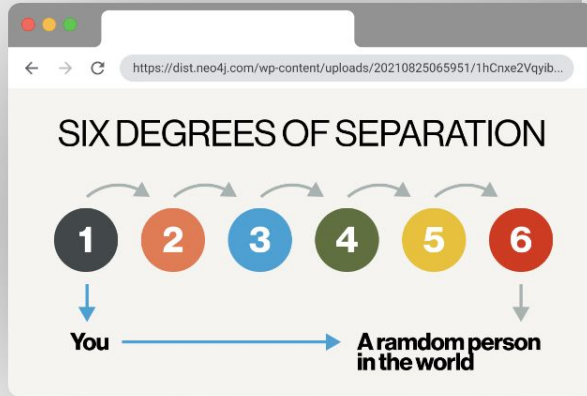 https://dist.neo4j.com/wp-content/uploads/20210825065951/1hCnxe2Vqyib...
SIX DEGREES OF SEPARATION
1 2 3 4 5 6
You
A ramdom person
in the world